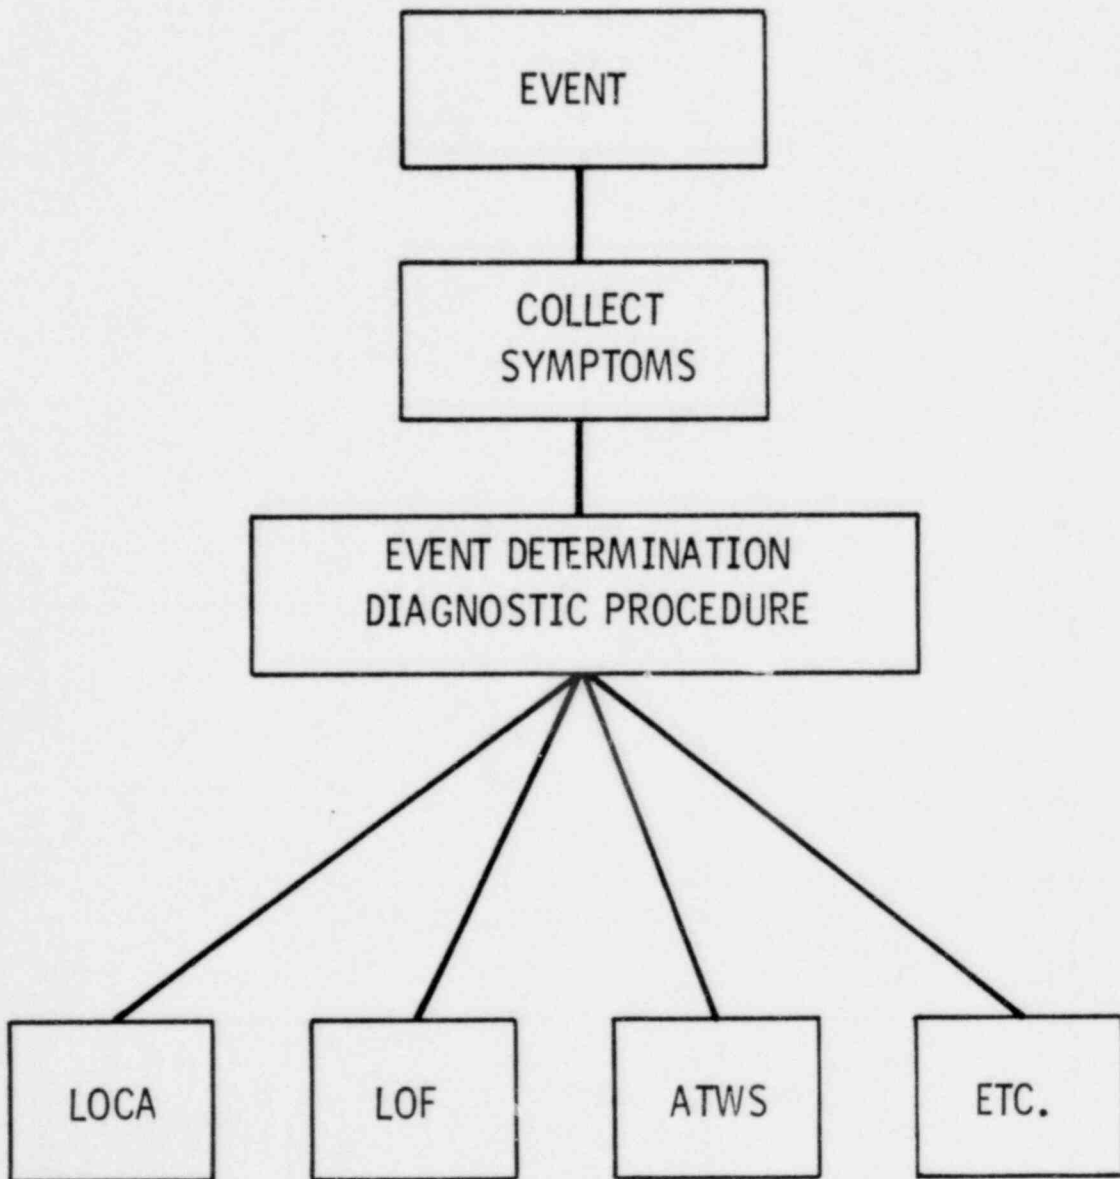 EVENT
COLLECT
SYMPTOMS
EVENT DETERMINATION
DIAGNOSTIC PROCEDURE
LOCA
LOF
ATWS
ETC.